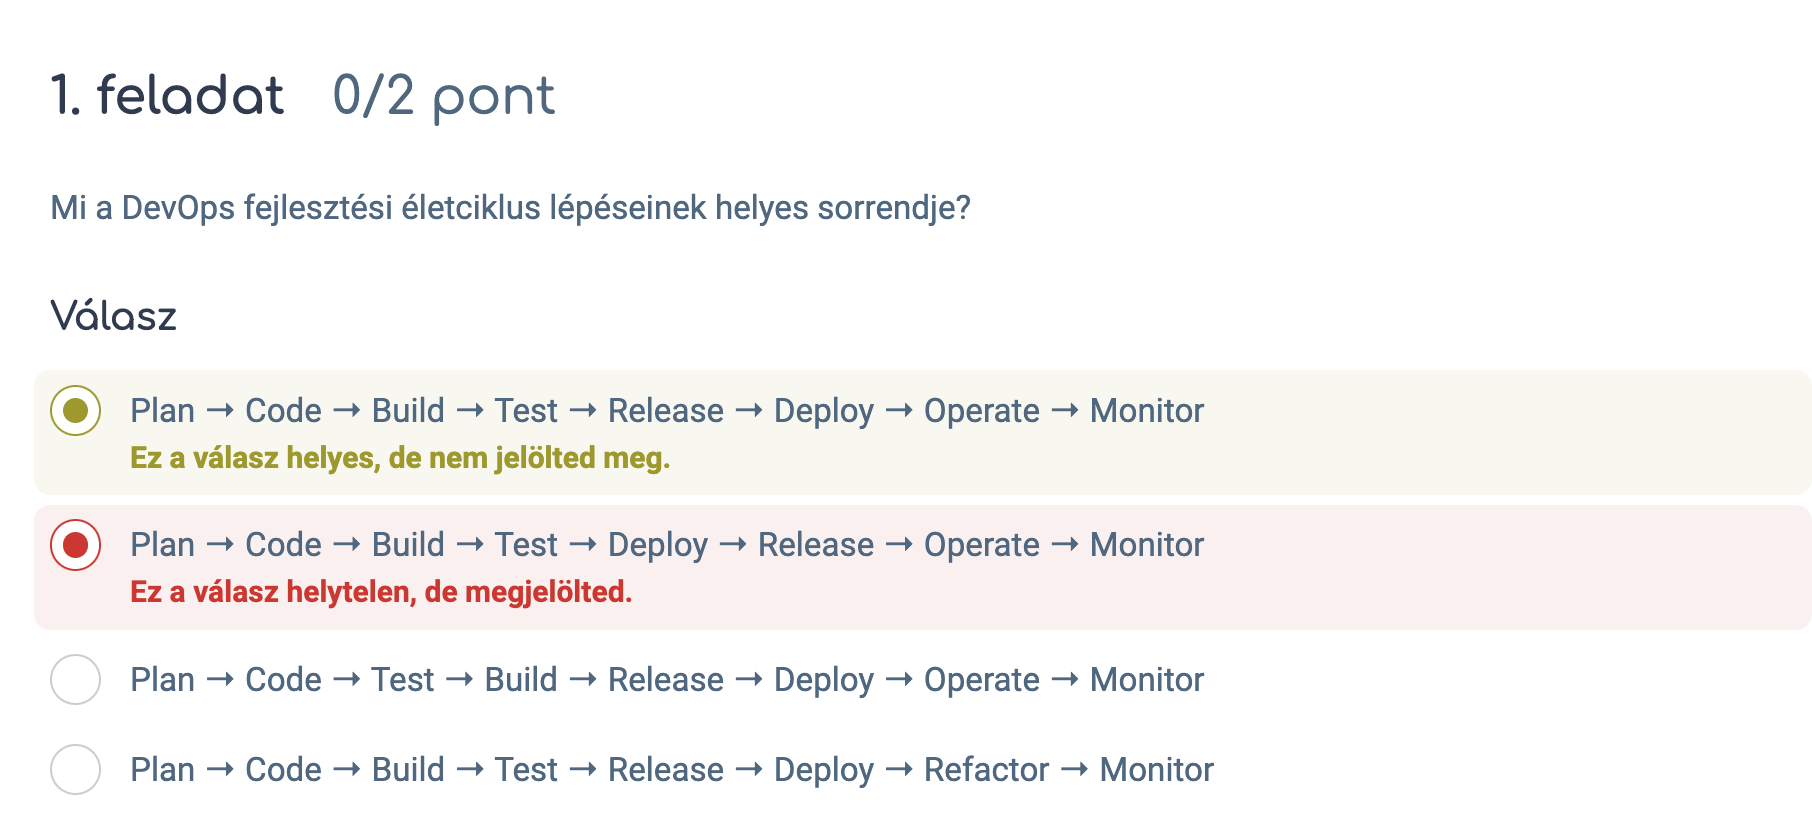 1. feladat 0/2 pont
Mi a DevOps fejlesztési életciklus lépéseinek helyes sorrendje?
Válasz
Plan → Code → Build → Test → Release → Deploy → Operate → Monitor
Ez a válasz helyes, de nem jelölted meg.
Plan → Code → Build → Test → Deploy → Release → Operate → Monitor
Ez a válasz helytelen, de megjelölted.
Plan → Code → Test → Build → Release → Deploy → Operate → Monitor
Plan → Code → Build → Test → Release → Deploy → Refactor → Monitor